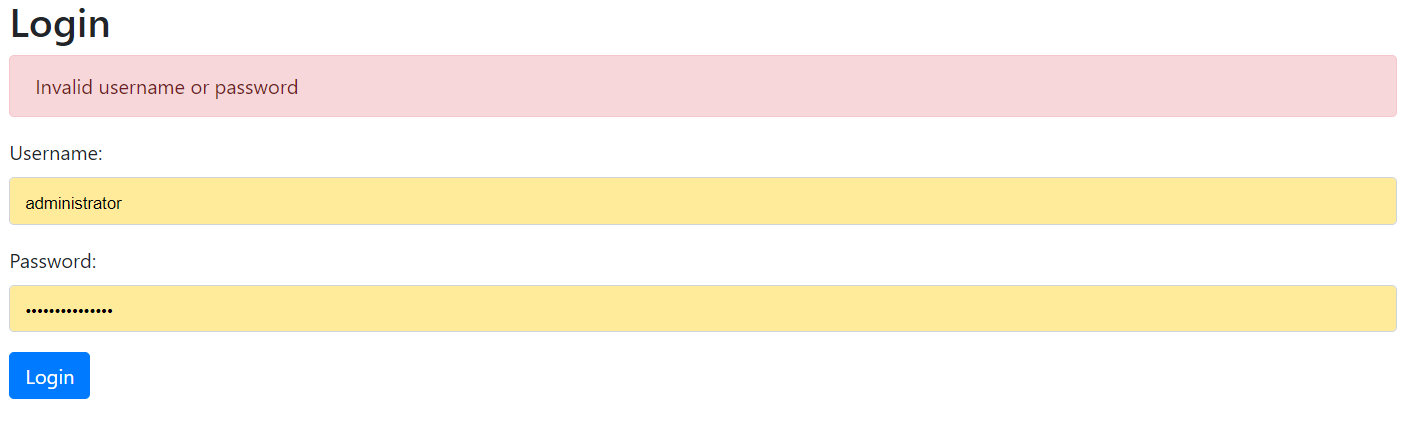 Login
Invalid username or password
Username:
administrator
Password:
•••••••••••••••
Login